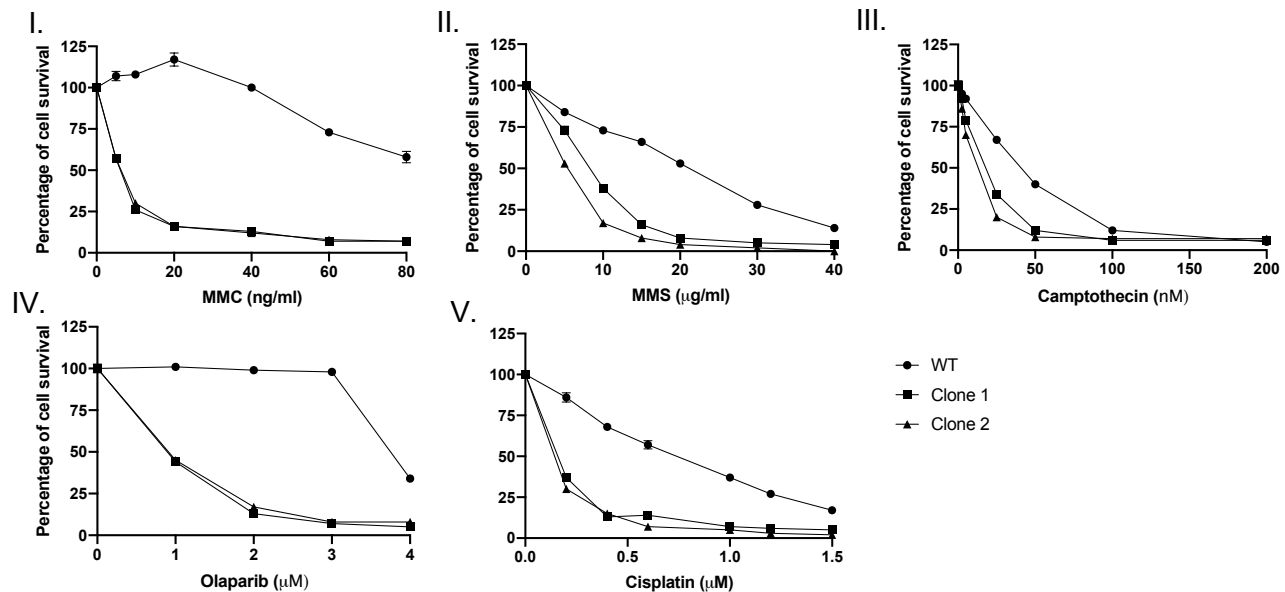 I.
125
100
75
50
25
0
Percentage of cell survival
0 20 40 60 80
MMC (ng/ml)
II.
125
100
75
50
25
0
Percentage of cell survival
0 10 20 30 40
MMS (μg/ml)
III.
125
100
75
50
25
0
Percentage of cell survival
0 50 100 150 200
Camptothecin (nM)
IV.
125
100
75
50
25
0
Percentage of cell survival
0 1 2 3 4
Olaparib (μM)
V.
125
100
75
50
25
0
Percentage of cell survival
0.0 0.5 1.0 1.5
Cisplatin (μM)
WT
Clone 1
Clone 2